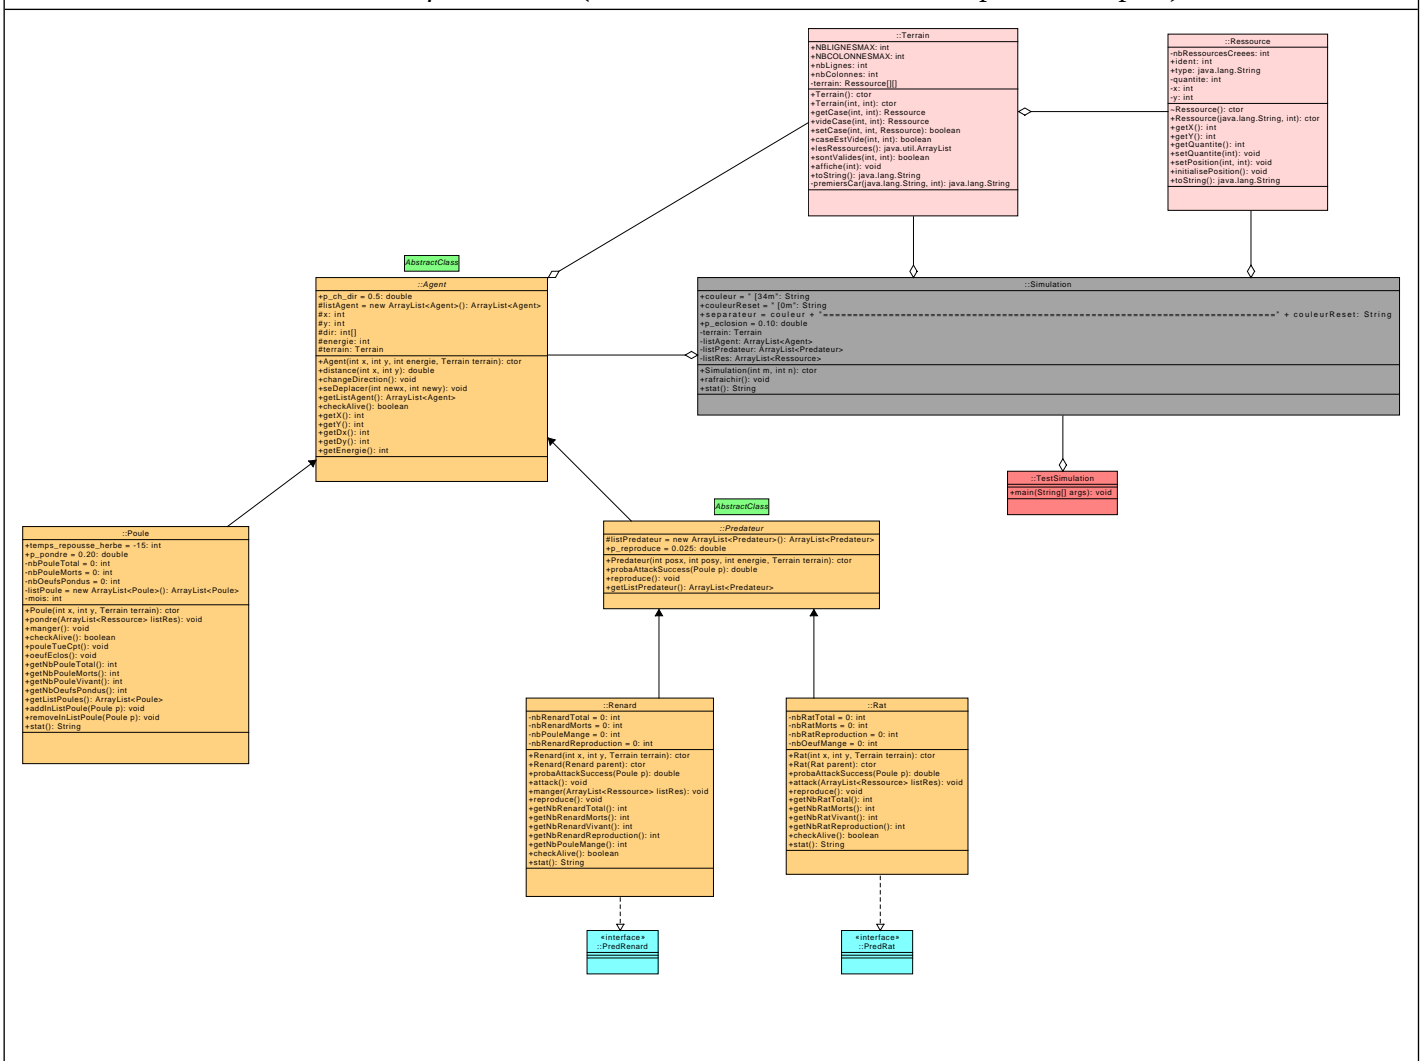 ::Terrain
+NBLIGNESMAX: int
+NBCOLONNESMAX: int
+nbLignes: int
+nbColonnes: int
-terrain: Ressource[][]
+Terrain(): ctor
+Terrain(int, int): ctor
+getCase(int, int): Ressource
+videCase(int, int): Ressource
+setCase(int, int, Ressource): boolean
+caseEstVide(int, int): boolean
+lesRessources(): java.util.ArrayList
+sontValides(int, int): boolean
+affiche(int): void
+toString(): java.lang.String
-premiersCar(java.lang.String, int): java.lang.String
::Ressource
-nbRessourcesCreees: int
+ident: int
+type: java.lang.String
-quantite: int
-x: int
-y: int
~Ressource(): ctor
+Ressource(java.lang.String, int): ctor
+getX(): int
+getY(): int
+getQuantite(): int
+setQuantite(int): void
+setPosition(int, int): void
+initialisePosition(): void
+toString(): java.lang.String
AbstractClass
::Agent
+p_ch_dir = 0.5: double
#listAgent = new ArrayList<Agent>(): ArrayList<Agent>
#x: int
#y: int
#dir: int[]
#energie: int
#terrain: Terrain
+Agent(int x, int y, int energie, Terrain terrain): ctor
+distance(int x, int y): double
+changeDirection(): void
+seDeplacer(int newx, int newy): void
+getListAgent(): ArrayList<Agent>
+checkAlive(): boolean
+getX(): int
+getY(): int
+getDx(): int
+getDy(): int
+getEnergie(): int
::Simulation
+couleur = " [34m": String
+couleurReset = " [0m": String
+p_eclosion = 0.10: double
-terrain: Terrain
-listAgent: ArrayList<Agent>
-listPredateur: ArrayList<Predateur>
-listRes: ArrayList<Ressource>
+Simulation(int m, int n): ctor
+rafraichir(): void
+stat(): String
::TestSimulation
+main(String[] args): void
::Poule
+temps_repousse_herbe = -15: int
+p_pondre = 0.20: double
-nbPouleTotal = 0: int
-nbPouleMorts = 0: int
-nbOeufsPondus = 0: int
-listPoule = new ArrayList<Poule>(): ArrayList<Poule>
-mois: int
+Poule(int x, int y, Terrain terrain): ctor
+pondre(ArrayList<Ressource> listRes): void
+manger(): void
+checkAlive(): boolean
+pouleTueCpt(): void
+oeufEclos(): void
+getNbPouleTotal(): int
+getNbPouleMorts(): int
+getNbPouleVivant(): int
+getNbOeufsPondus(): int
+getListPoules(): ArrayList<Poule>
+addInListPoule(Poule p): void
+removeInListPoule(Poule p): void
+stat(): String
AbstractClass
::Predateur
#listPredateur = new ArrayList<Predateur>(): ArrayList<Predateur>
+p_reproduce = 0.025: double
+Predateur(int posx, int posy, int energie, Terrain terrain): ctor
+probaAttackSuccess(Poule p): double
+reproduce(): void
+getListPredateur(): ArrayList<Predateur>
::Renard
-nbRenardTotal = 0: int
-nbRenardMorts = 0: int
-nbPouleMange = 0: int
-nbRenardReproduction = 0: int
+Renard(int x, int y, Terrain terrain): ctor
+Renard(Renard parent): ctor
+probaAttackSuccess(Poule p): double
+attack(): void
+manger(ArrayList<Ressource> listRes): void
+reproduce(): void
+getNbRenardTotal(): int
+getNbRenardMorts(): int
+getNbRenardVivant(): int
+getNbRenardReproduction(): int
+getNbPouleMange(): int
+checkAlive(): boolean
+stat(): String
::Rat
-nbRatTotal = 0: int
-nbRatMorts = 0: int
-nbRatReproduction = 0: int
-nbOeufMange = 0: int
+Rat(int x, int y, Terrain terrain): ctor
+Rat(Rat parent): ctor
+probaAttackSuccess(Poule p): double
+attack(ArrayList<Ressource> listRes): void
+reproduce(): void
+getNbRatTotal(): int
+getNbRatMorts(): int
+getNbRatVivant(): int
+getNbRatReproduction(): int
+checkAlive(): boolean
+stat(): String
«interface»
::PredRenard
«interface»
::PredRat